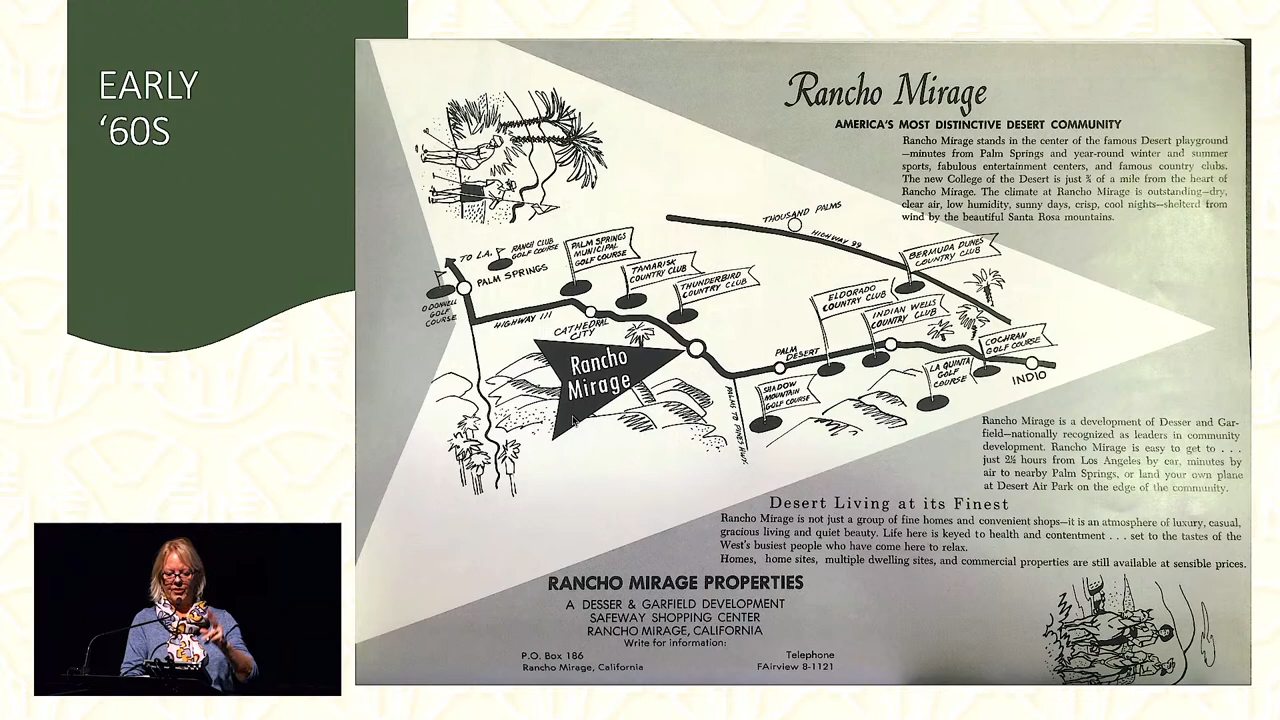 EARLY
‘60S
Rancho Mirage
AMERICA'S MOST DISTINCTIVE DESERT COMMUNITY
Rancho Mirage stands in the center of the famous Desert playground
—minutes from Palm Springs and year-round winter and summer
sports, fabulous entertainment centers, and famous country clubs.
The new College of the Desert is just ¾ of a mile from the heart of
Rancho Mirage. The climate at Rancho Mirage is outstanding—dry,
clear air, low humidity, sunny days, crisp, cool nights—shelterd from
wind by the beautiful Santa Rosa mountains.
THOUSAND PALMS
HIGHWAY 99
BERMUDA DUNES
COUNTRY CLUB
TO L.A.
RANCH CLUB
GOLF COURSE
PALM SPRINGS
MUNICIPAL
GOLF COURSE
PALM SPRINGS
TAMARISK
COUNTRY CLUB
THUNDERBIRD
COUNTRY CLUB
O'DONNELL
GOLF
COURSE
HIGHWAY 111
CATHEDRAL
CITY
ELDORADO
COUNTRY CLUB
INDIAN WELLS
COUNTRY CLUB
COCHRAN
GOLF COURSE
PALM
DESERT
LA QUINTA
GOLF
COURSE
INDIO
Rancho
Mirage
SHADOW
MOUNTAIN
GOLF COURSE
PALMS TO PINES HWY.
Rancho Mirage is a development of Desser and Gar-
field—nationally recognized as leaders in community
development. Rancho Mirage is easy to get to . . .
just 2½ hours from Los Angeles by car, minutes by
air to nearby Palm Springs, or land your own plane
at Desert Air Park on the edge of the community.
Desert Living at its Finest
Rancho Mirage is not just a group of fine homes and convenient shops—it is an atmosphere of luxury, casual,
gracious living and quiet beauty. Life here is keyed to health and contentment . . . set to the tastes of the
West's busiest people who have come here to relax.
Homes, home sites, multiple dwelling sites, and commercial properties are still available at sensible prices.
RANCHO MIRAGE PROPERTIES
A DESSER & GARFIELD DEVELOPMENT
SAFEWAY SHOPPING CENTER
RANCHO MIRAGE, CALIFORNIA
Write for information:
P.O. Box 186
Rancho Mirage, California
Telephone
FAirview 8-1121